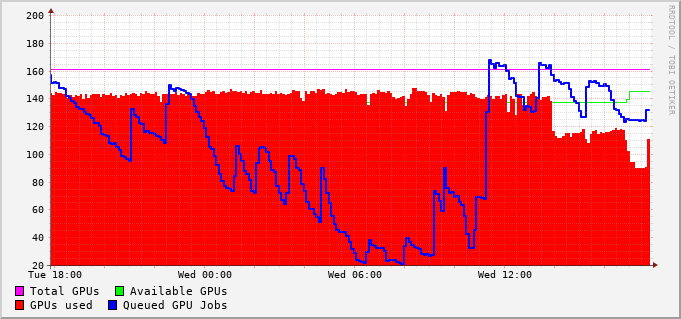 200
180
160
140
120
100
80
60
40
20
Tue 18:00 Wed 00:00 Wed 06:00 Wed 12:00
Total GPUs Available GPUs
GPUs used Queued GPU Jobs
RRDTOOL / TOBI OETIKER